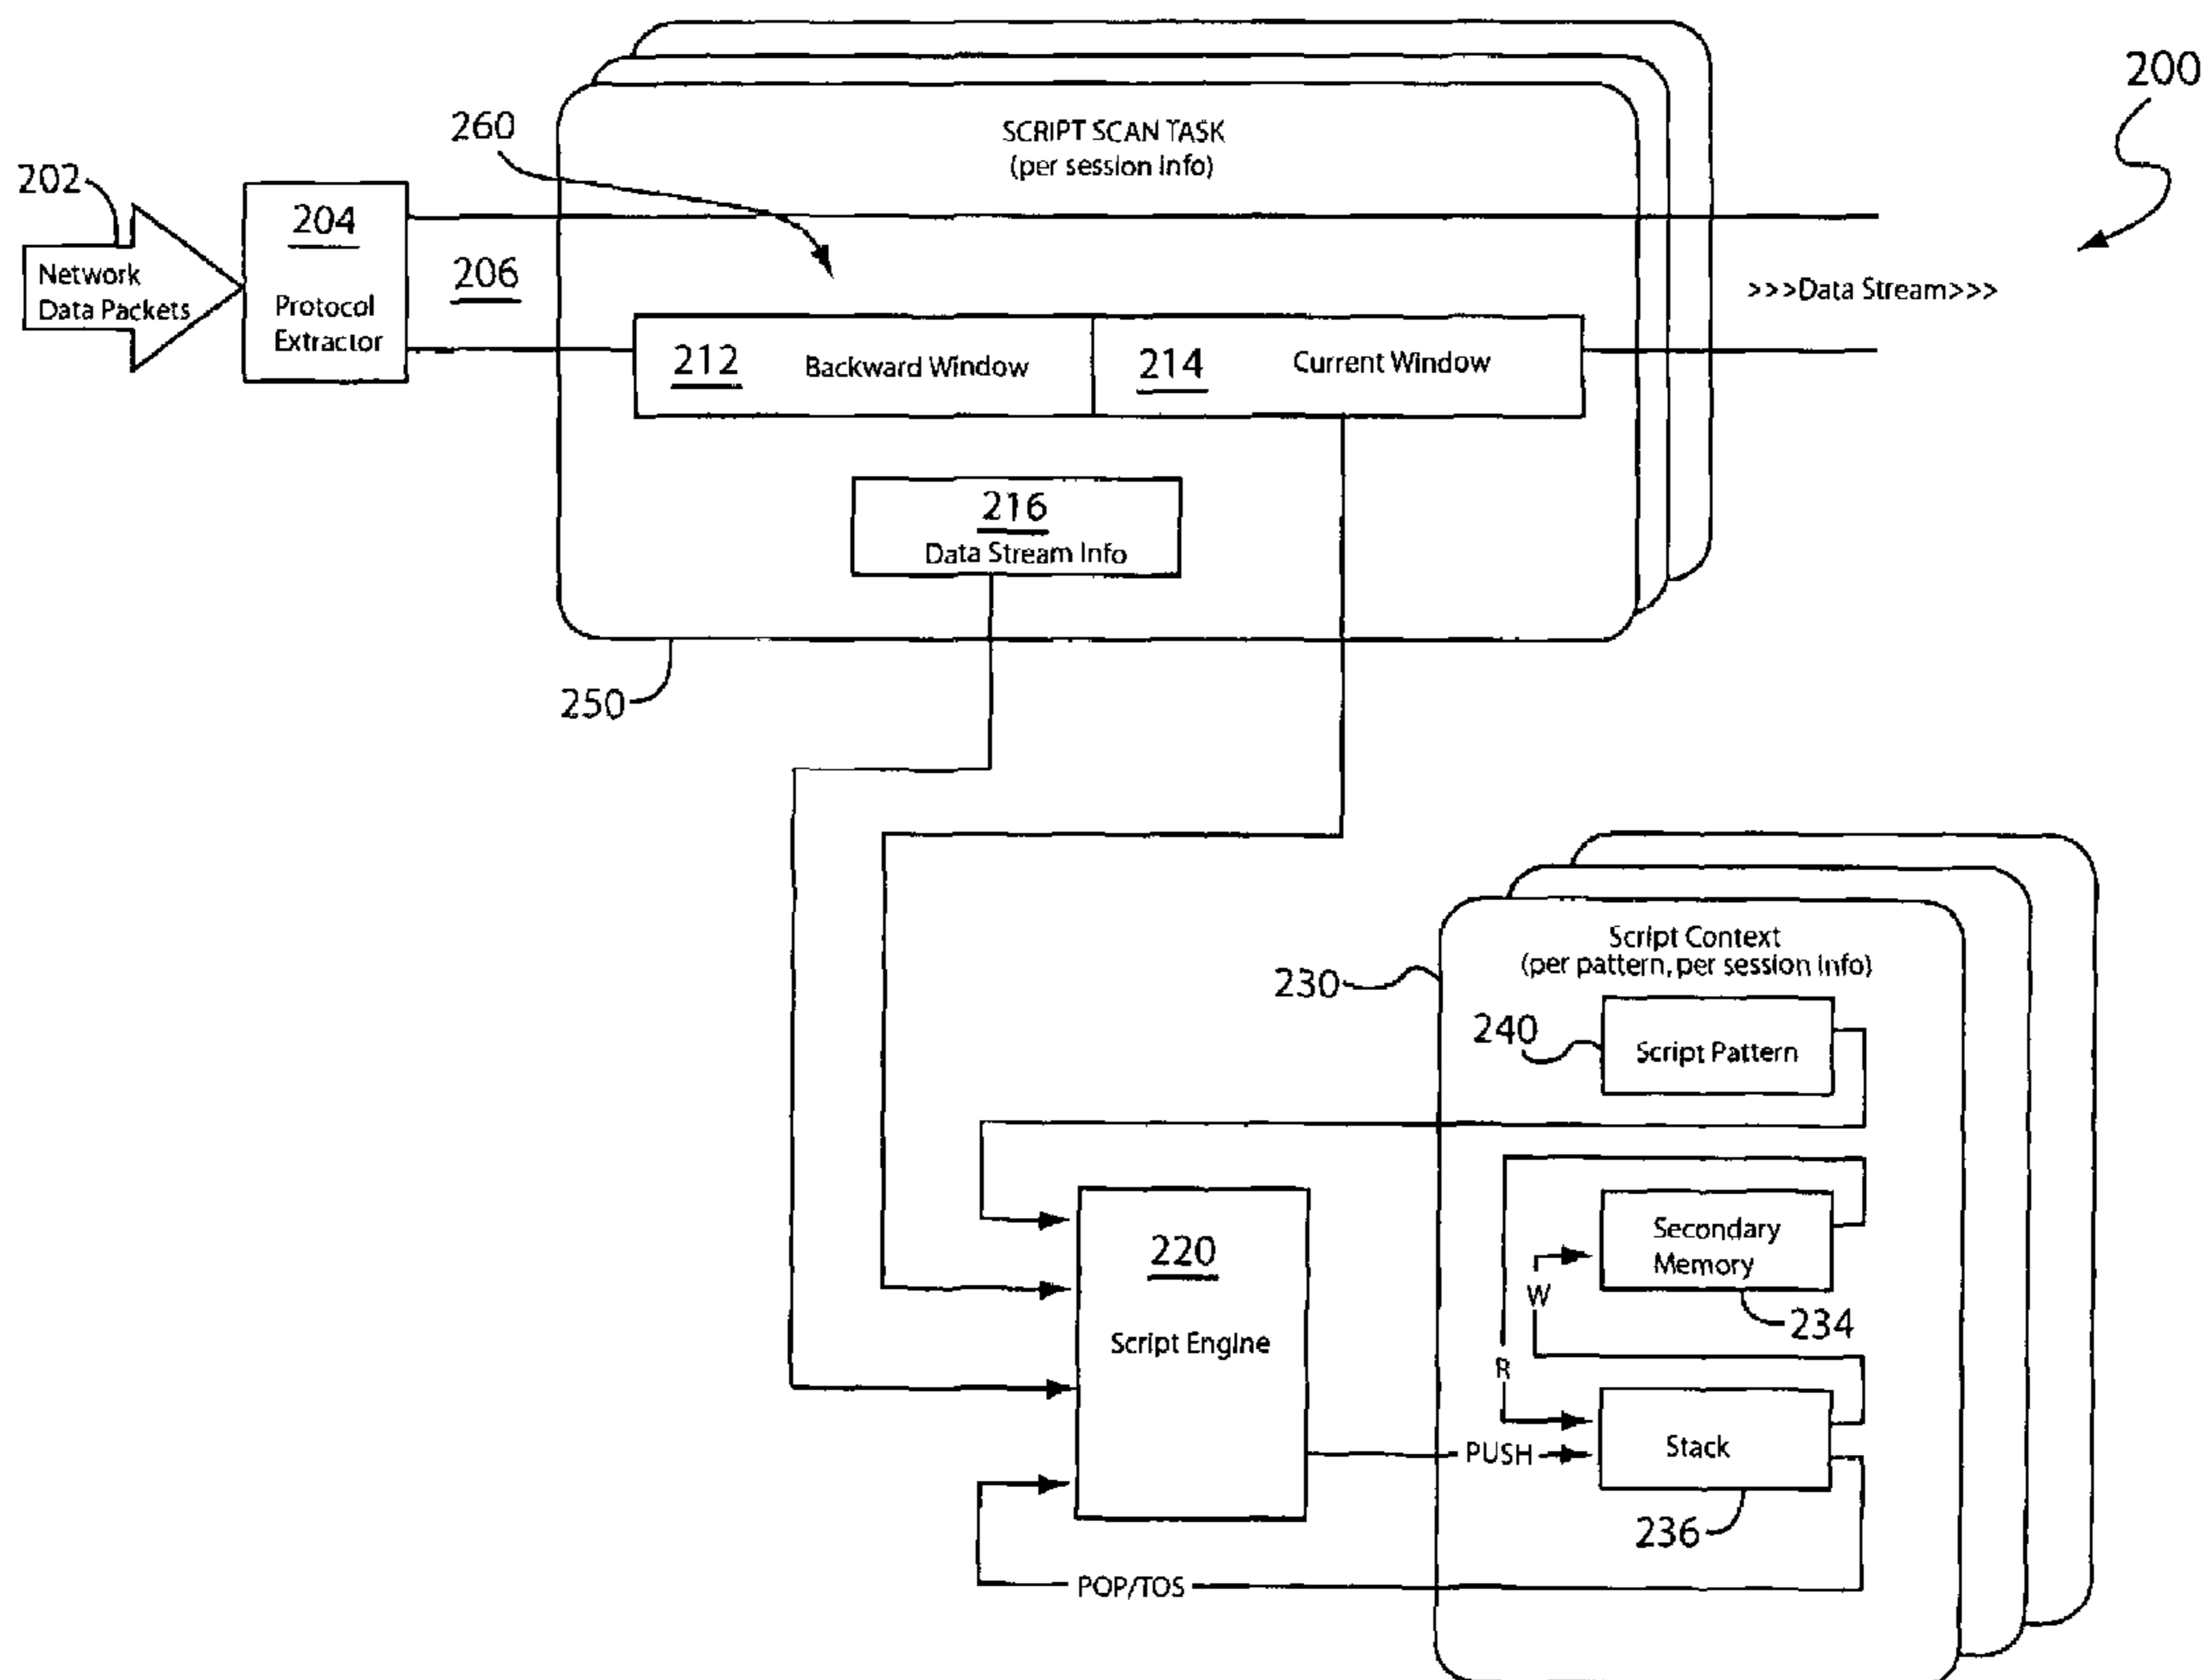 200
260
SCRIPT SCAN TASK
(per session info)
202
204
Network
Data Packets
Protocol
Extractor
206
>>>Data Stream>>>
212
Backward Window
214
Current Window
216
Data Stream Info
250
Script Context
(per pattern, per session info)
230
240
Script Pattern
220
Script Engine
Secondary
Memory
W
234
R
PUSH
Stack
236
POP/TOS